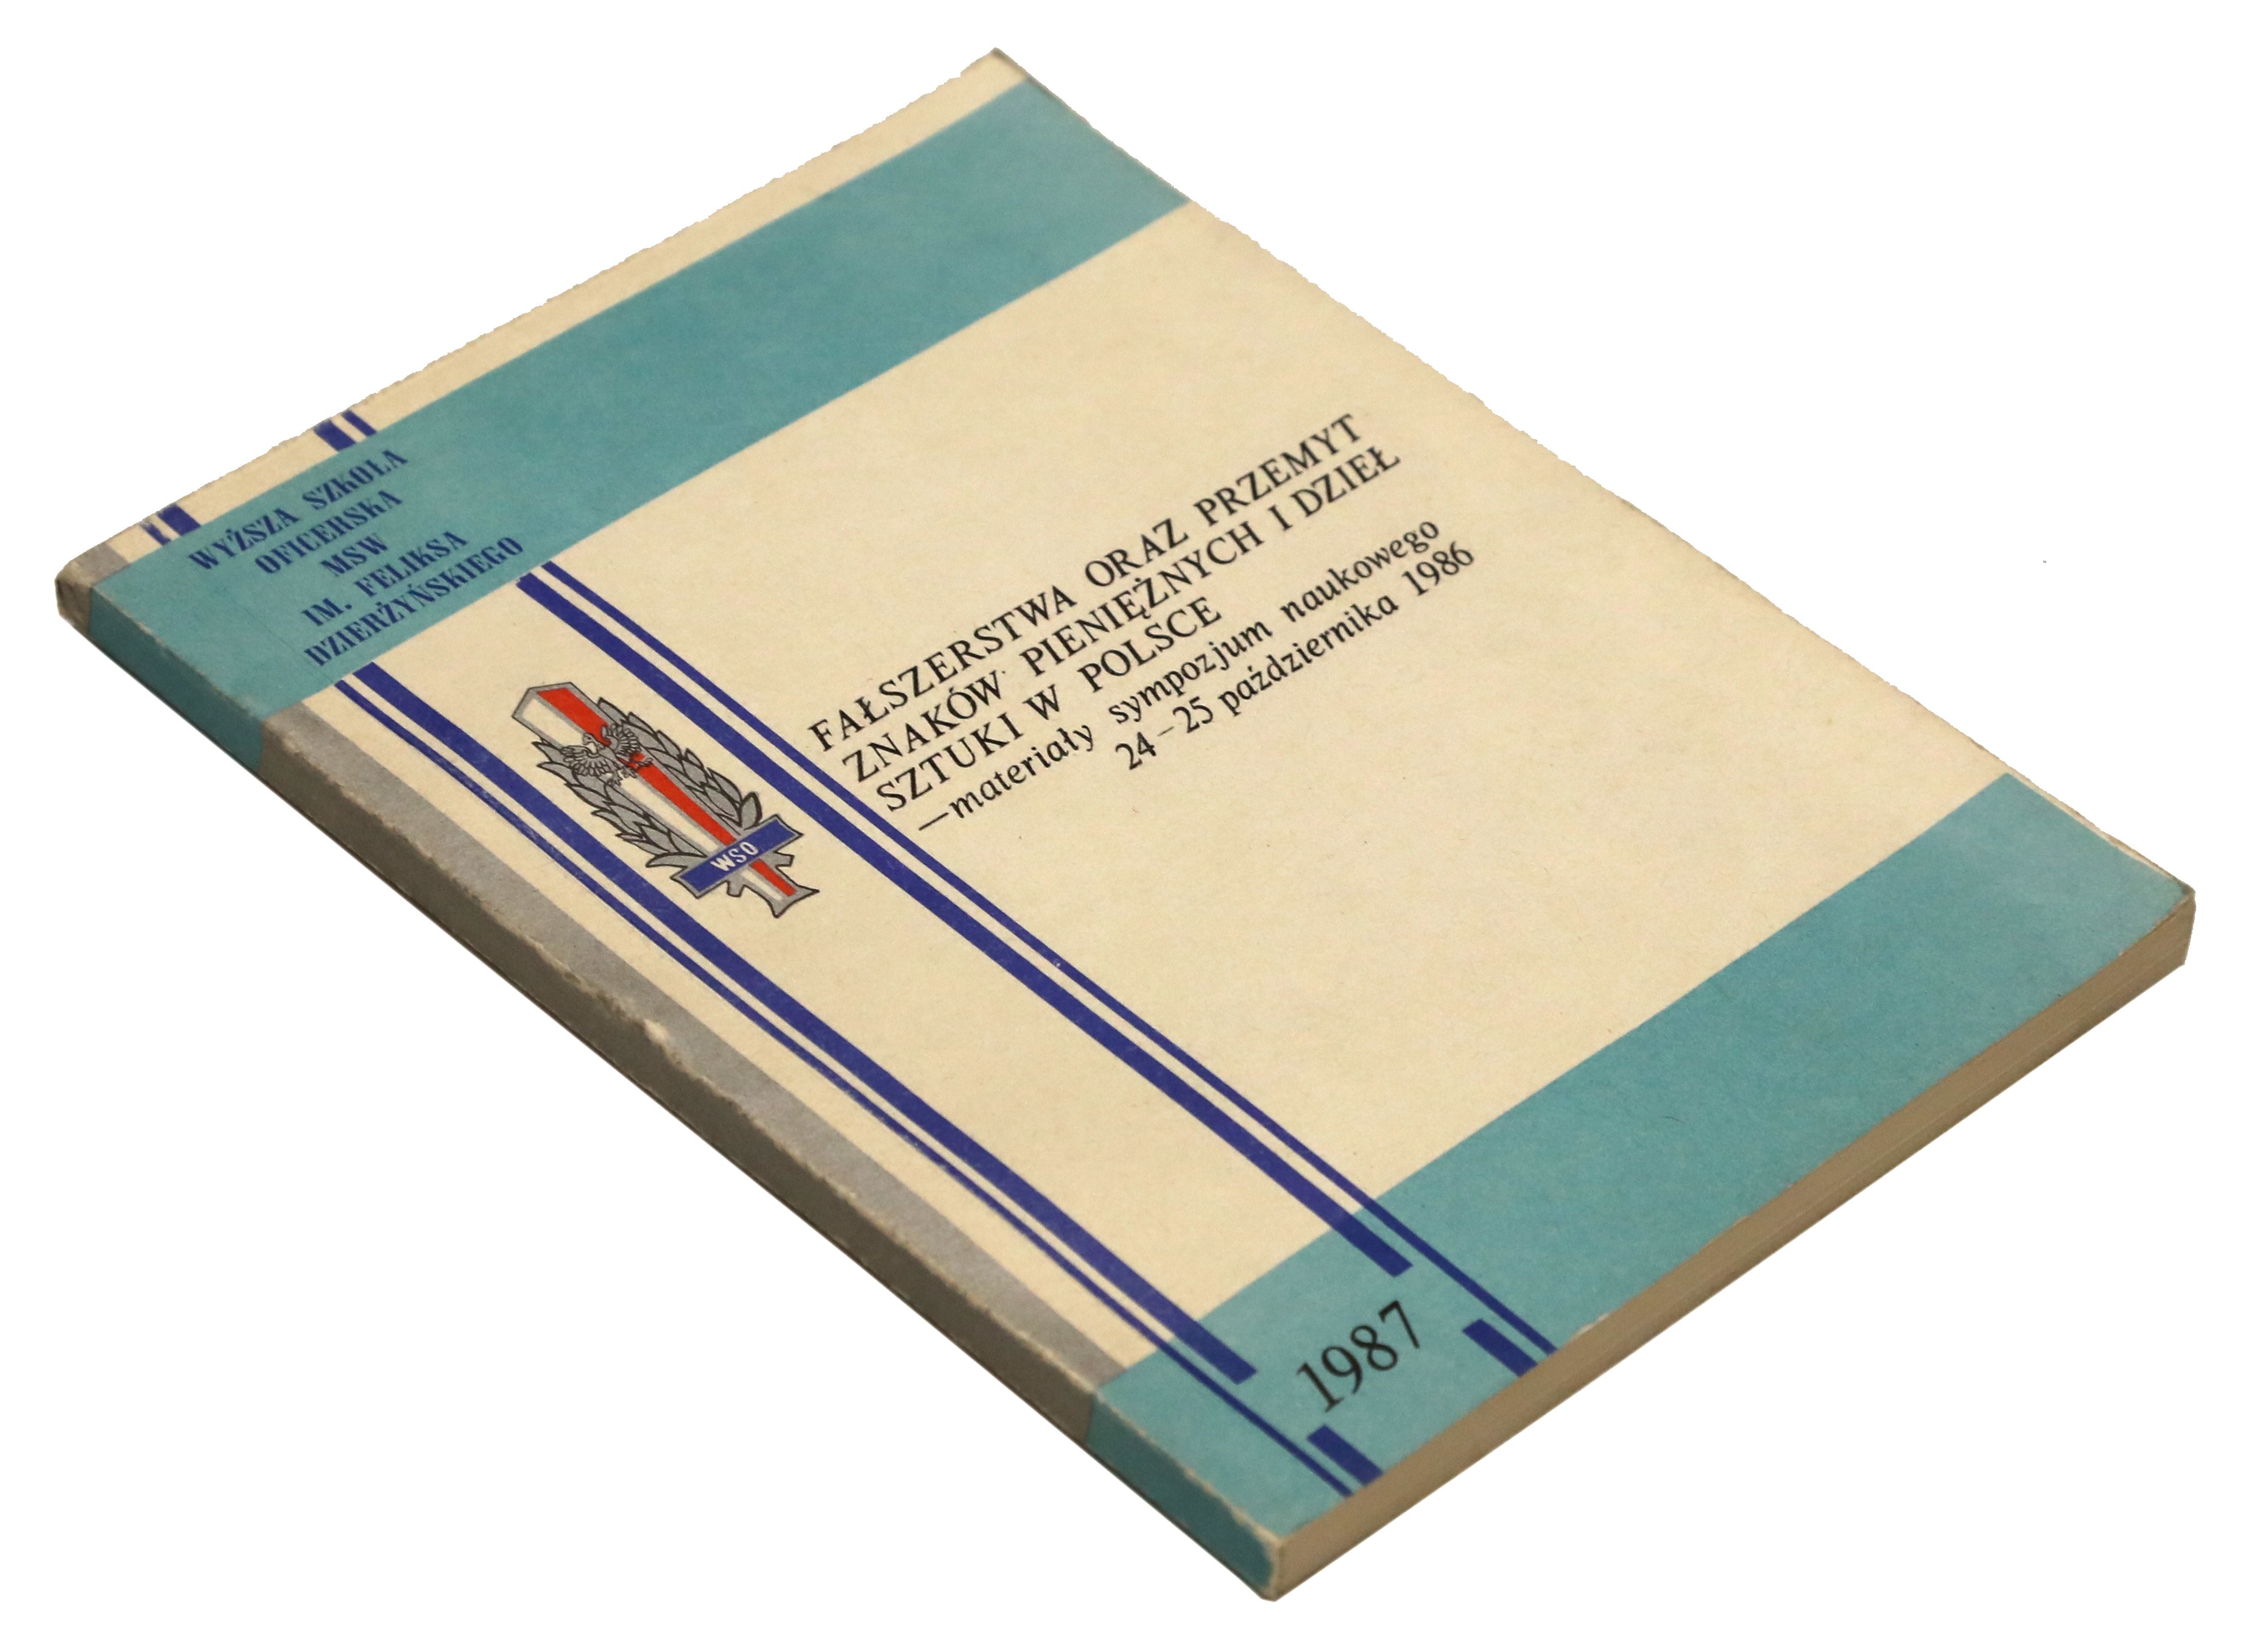 WYŻSZA SZKOŁA
OFICERSKA
MSW
IM. FELIKSA
DZIERŻYŃSKIEGO
FAŁSZERSTWA ORAZ PRZEMYT
ZNAKÓW PIENIĘŻNYCH I DZIEŁ
SZTUKI W POLSCE
—materiały sympozjum naukowego
24–25 października 1986
WSO
1987